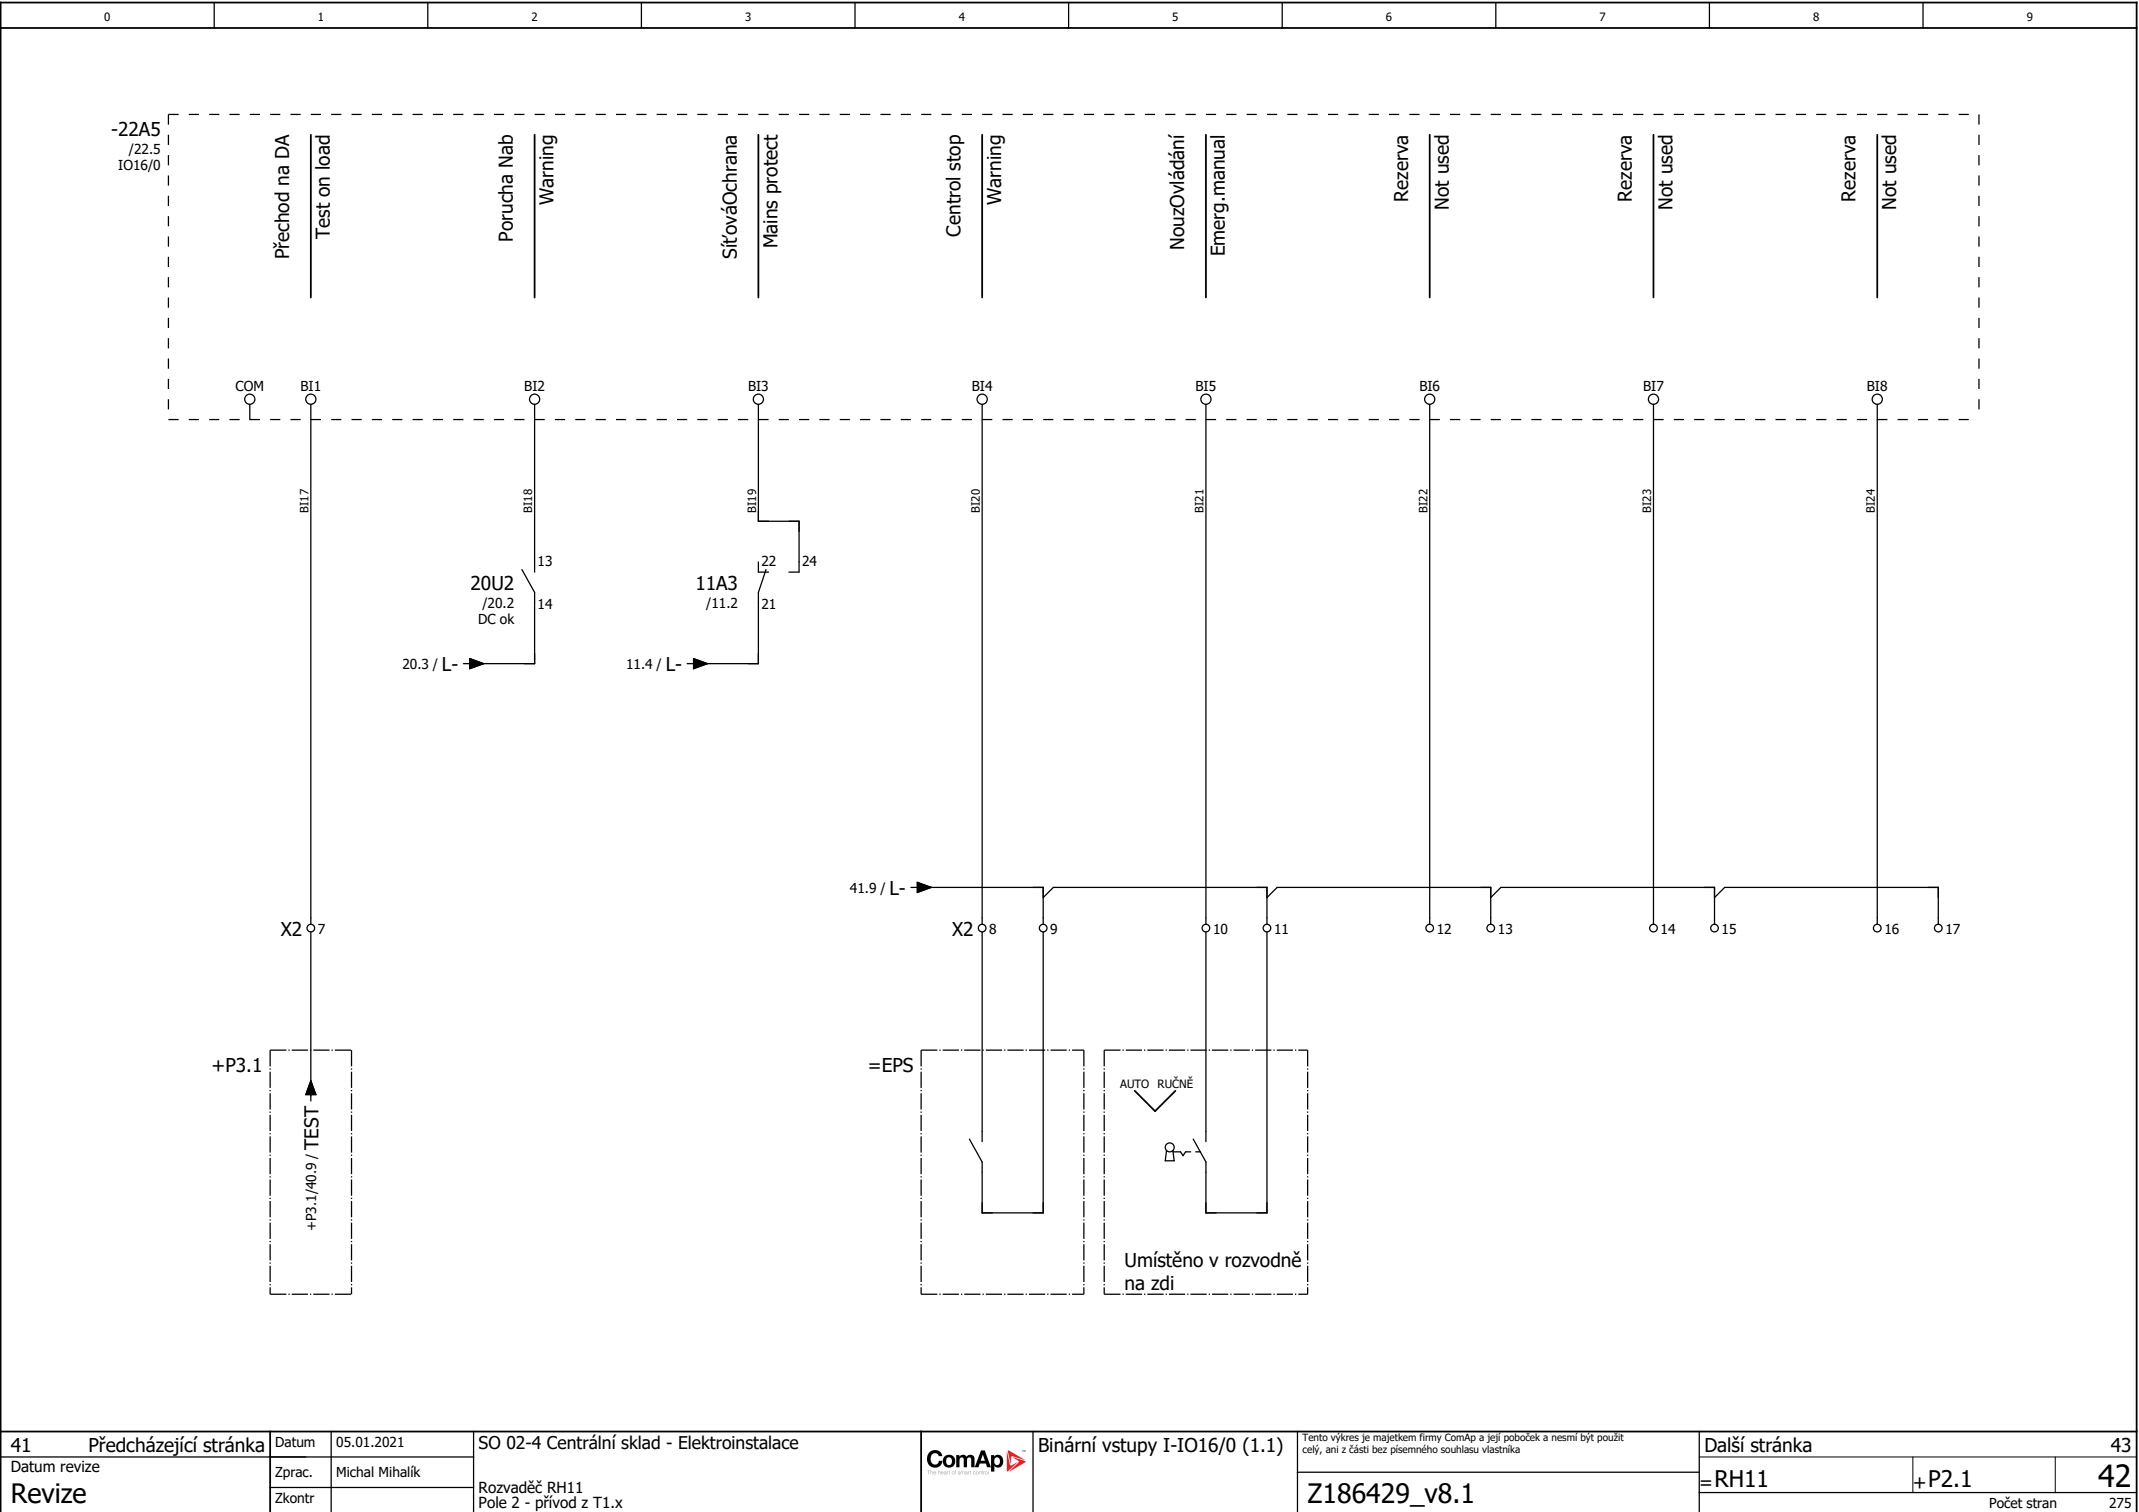 0 1 2 3 4 5 6 7 8 9
-22A5
/22.5
IO16/0
Přechod na DA
Test on load
Porucha Nab
Warning
SíťováOchrana
Mains protect
Centrol stop
Warning
NouzOvládání
Emerg.manual
Rezerva
Not used
Rezerva
Not used
Rezerva
Not used
COM BI1 BI2 BI3 BI4 BI5 BI6 BI7 BI8
BI17 BI18 BI19 BI20 BI21 BI22 BI23 BI24
13
20U2
/20.2
DC ok
14
22 24
11A3
/11.2
21
20.3 / L-
11.4 / L-
41.9 / L-
X2 7
X2 8 9 10 11 12 13 14 15 16 17
+P3.1
+P3.1/40.9 / TEST
=EPS
AUTO RUČNĚ
Umístěno v rozvodně
na zdi
41 Předcházející stránka
Datum revize
Revize
Datum 05.01.2021
Zprac. Michal Mihalík
Zkontr
SO 02-4 Centrální sklad - Elektroinstalace
Rozvaděč RH11
Pole 2 - přívod z T1.x
ComAp
The heart of smart control
Binární vstupy I-IO16/0 (1.1)
Tento výkres je majetkem firmy ComAp a její poboček a nesmí být použit
celý, ani z části bez písemného souhlasu vlastníka
Z186429_v8.1
Další stránka 43
=RH11 +P2.1 42
Počet stran 275